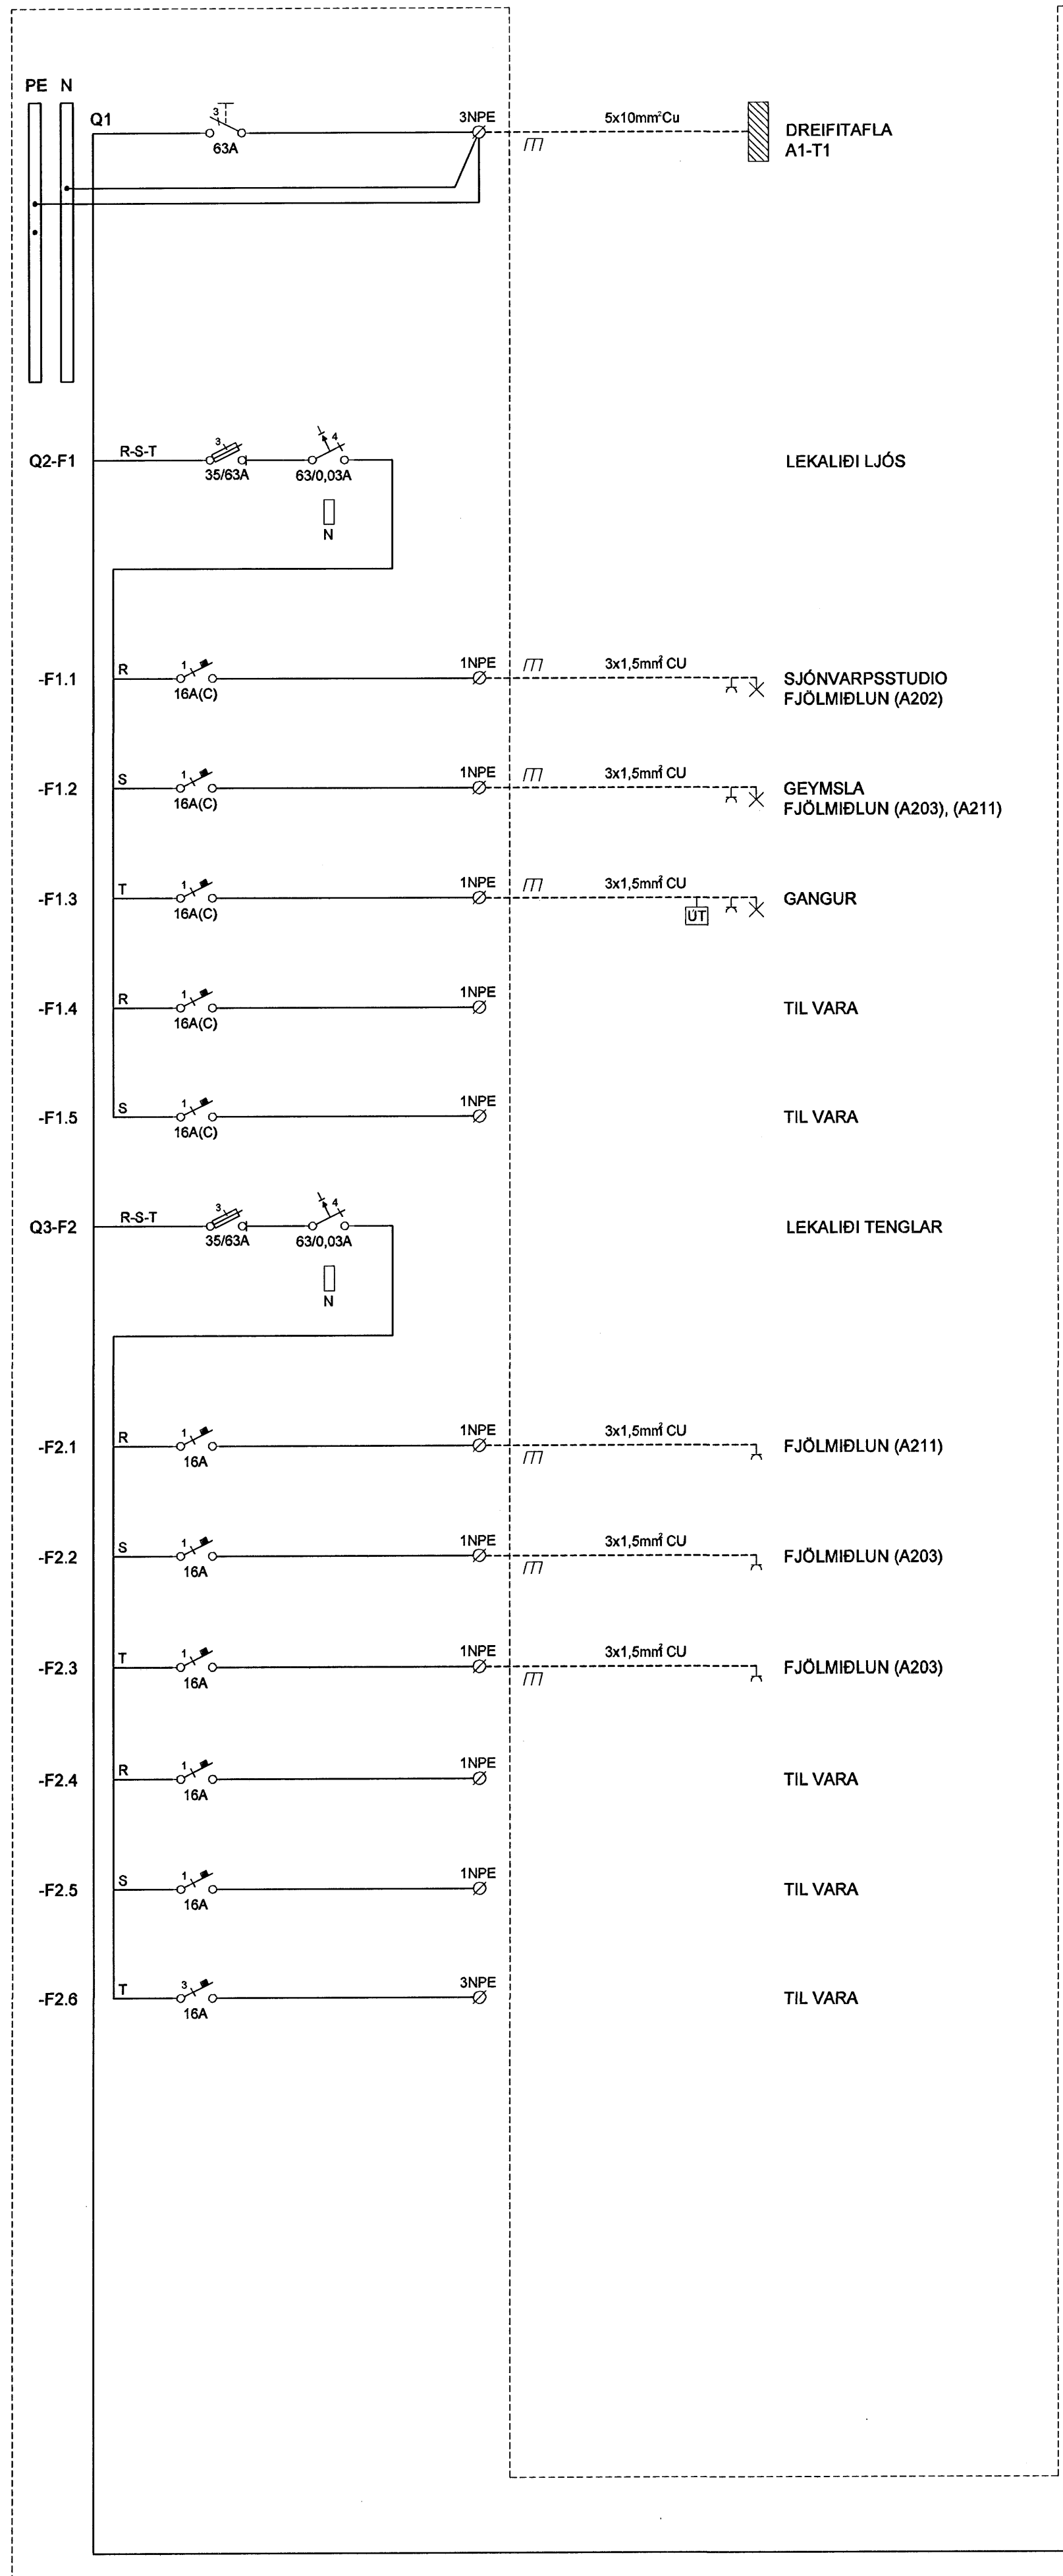 PE N
Q1
3
63A
3NPE
5x10mm²Cu
DREIFITAFLA
A1-T1
Q2-F1
R-S-T
3
35/63A
4
63/0,03A
N
LEKALIÐI LJÓS
-F1.1
R
1
16A(C)
1NPE
3x1,5mm² CU
SJÓNVARPSSTUDIO
FJÖLMIÐLUN (A202)
-F1.2
S
1
16A(C)
1NPE
3x1,5mm² CU
GEYMSLA
FJÖLMIÐLUN (A203), (A211)
-F1.3
T
1
16A(C)
1NPE
3x1,5mm² CU
ÚT
GANGUR
-F1.4
R
1
16A(C)
1NPE
TIL VARA
-F1.5
S
1
16A(C)
1NPE
TIL VARA
Q3-F2
R-S-T
3
35/63A
4
63/0,03A
N
LEKALIÐI TENGLAR
-F2.1
R
1
16A
1NPE
3x1,5mm² CU
FJÖLMIÐLUN (A211)
-F2.2
S
1
16A
1NPE
3x1,5mm² CU
FJÖLMIÐLUN (A203)
-F2.3
T
1
16A
1NPE
3x1,5mm² CU
FJÖLMIÐLUN (A203)
-F2.4
R
1
16A
1NPE
TIL VARA
-F2.5
S
1
16A
1NPE
TIL VARA
-F2.6
T
3
16A
3NPE
TIL VARA